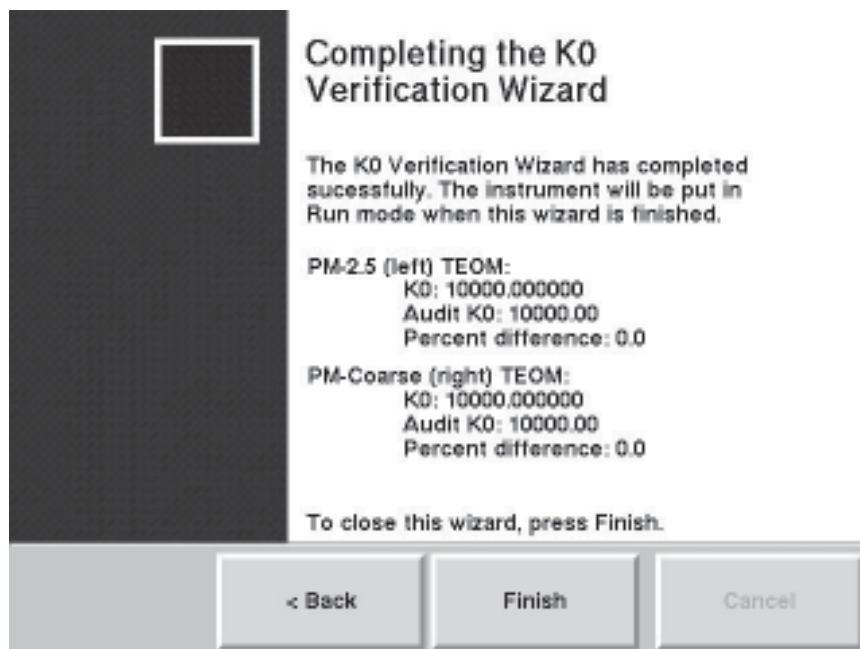 Completing the K0
Verification Wizard
The K0 Verification Wizard has completed
sucessfully. The instrument will be put in
Run mode when this wizard is finished.
PM-2.5 (left) TEOM:
K0: 10000.000000
Audit K0: 10000.00
Percent difference: 0.0
PM-Coarse (right) TEOM:
K0: 10000.000000
Audit K0: 10000.00
Percent difference: 0.0
To close this wizard, press Finish.
< Back
Finish
Cancel